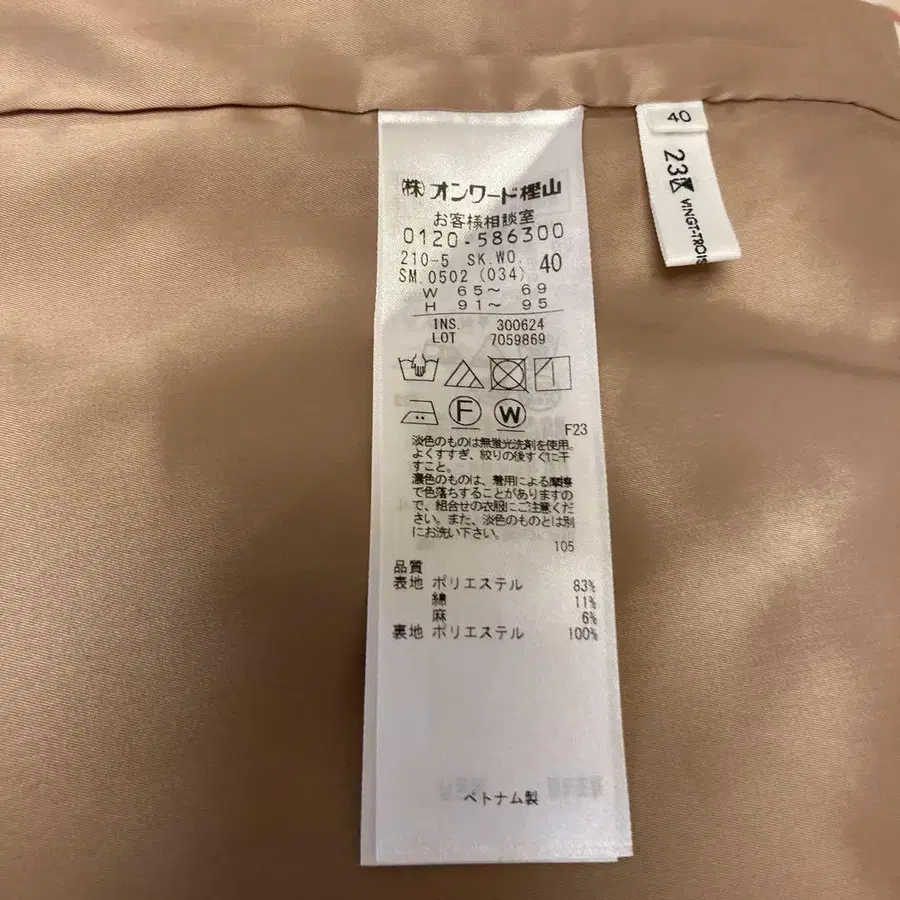 ㈱オンワード樫山
お客様相談室
0120-586300
210-5 SK.WO. 40
SM.0502 (034)
W 65〜 69
H 91〜 95
INS. 300624
LOT 7059869
F
W
F23
淡色のものは無蛍光洗剤を使用。
よくすすぎ、絞りの後すぐに干
すこと。
濃色のものは、着用による摩擦
で色落ちすることがありますの
で、組合せの衣服にご注意くだ
さい。また、淡色のものとは別
にお洗い下さい。
105
品質
表地 ポリエステル 83%
綿 11%
麻 6%
裏地 ポリエステル 100%
ベトナム製
40
23区
VINGT-TROIS